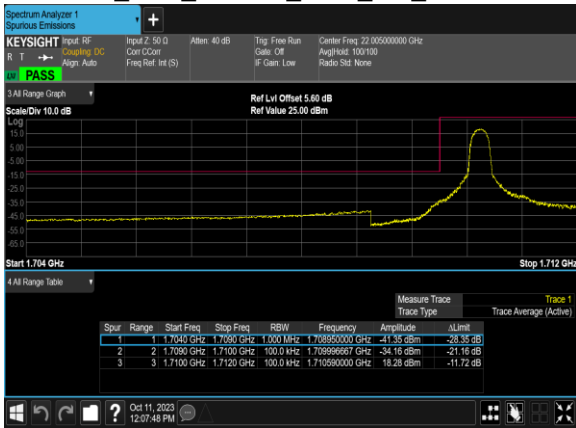 Spectrum Analyzer 1
Spurious Emissions
+
KEYSIGHT Input: RF Input Z: 50 Ω Atten: 40 dB Trig: Free Run Center Freq: 22.005000000 GHz
R T Coupling: DC Corr CCorr Gate: Off Avg|Hold: 100/100
Align: Auto Freq Ref: Int (S) IF Gain: Low Radio Std: None
PASS
3 All Range Graph
Ref Lvl Offset 5.60 dB
Scale/Div 10.0 dB Ref Value 25.00 dBm
Log
15.0
5.00
-5.00
-15.0
-25.0
-35.0
-45.0
-55.0
-65.0
Start 1.704 GHz Stop 1.712 GHz
4 All Range Table
Measure Trace Trace 1
Trace Type Trace Average (Active)
Spur Range Start Freq Stop Freq RBW Frequency Amplitude ΔLimit
1 1 1.7040 GHz 1.7090 GHz 1.000 MHz 1.708950000 GHz -41.35 dBm -28.35 dB
2 2 1.7090 GHz 1.7100 GHz 100.0 kHz 1.709996667 GHz -34.16 dBm -21.16 dB
3 3 1.7100 GHz 1.7120 GHz 100.0 kHz 1.710590000 GHz 18.28 dBm -11.72 dB
?
Oct 11, 2023
12:07:48 PM